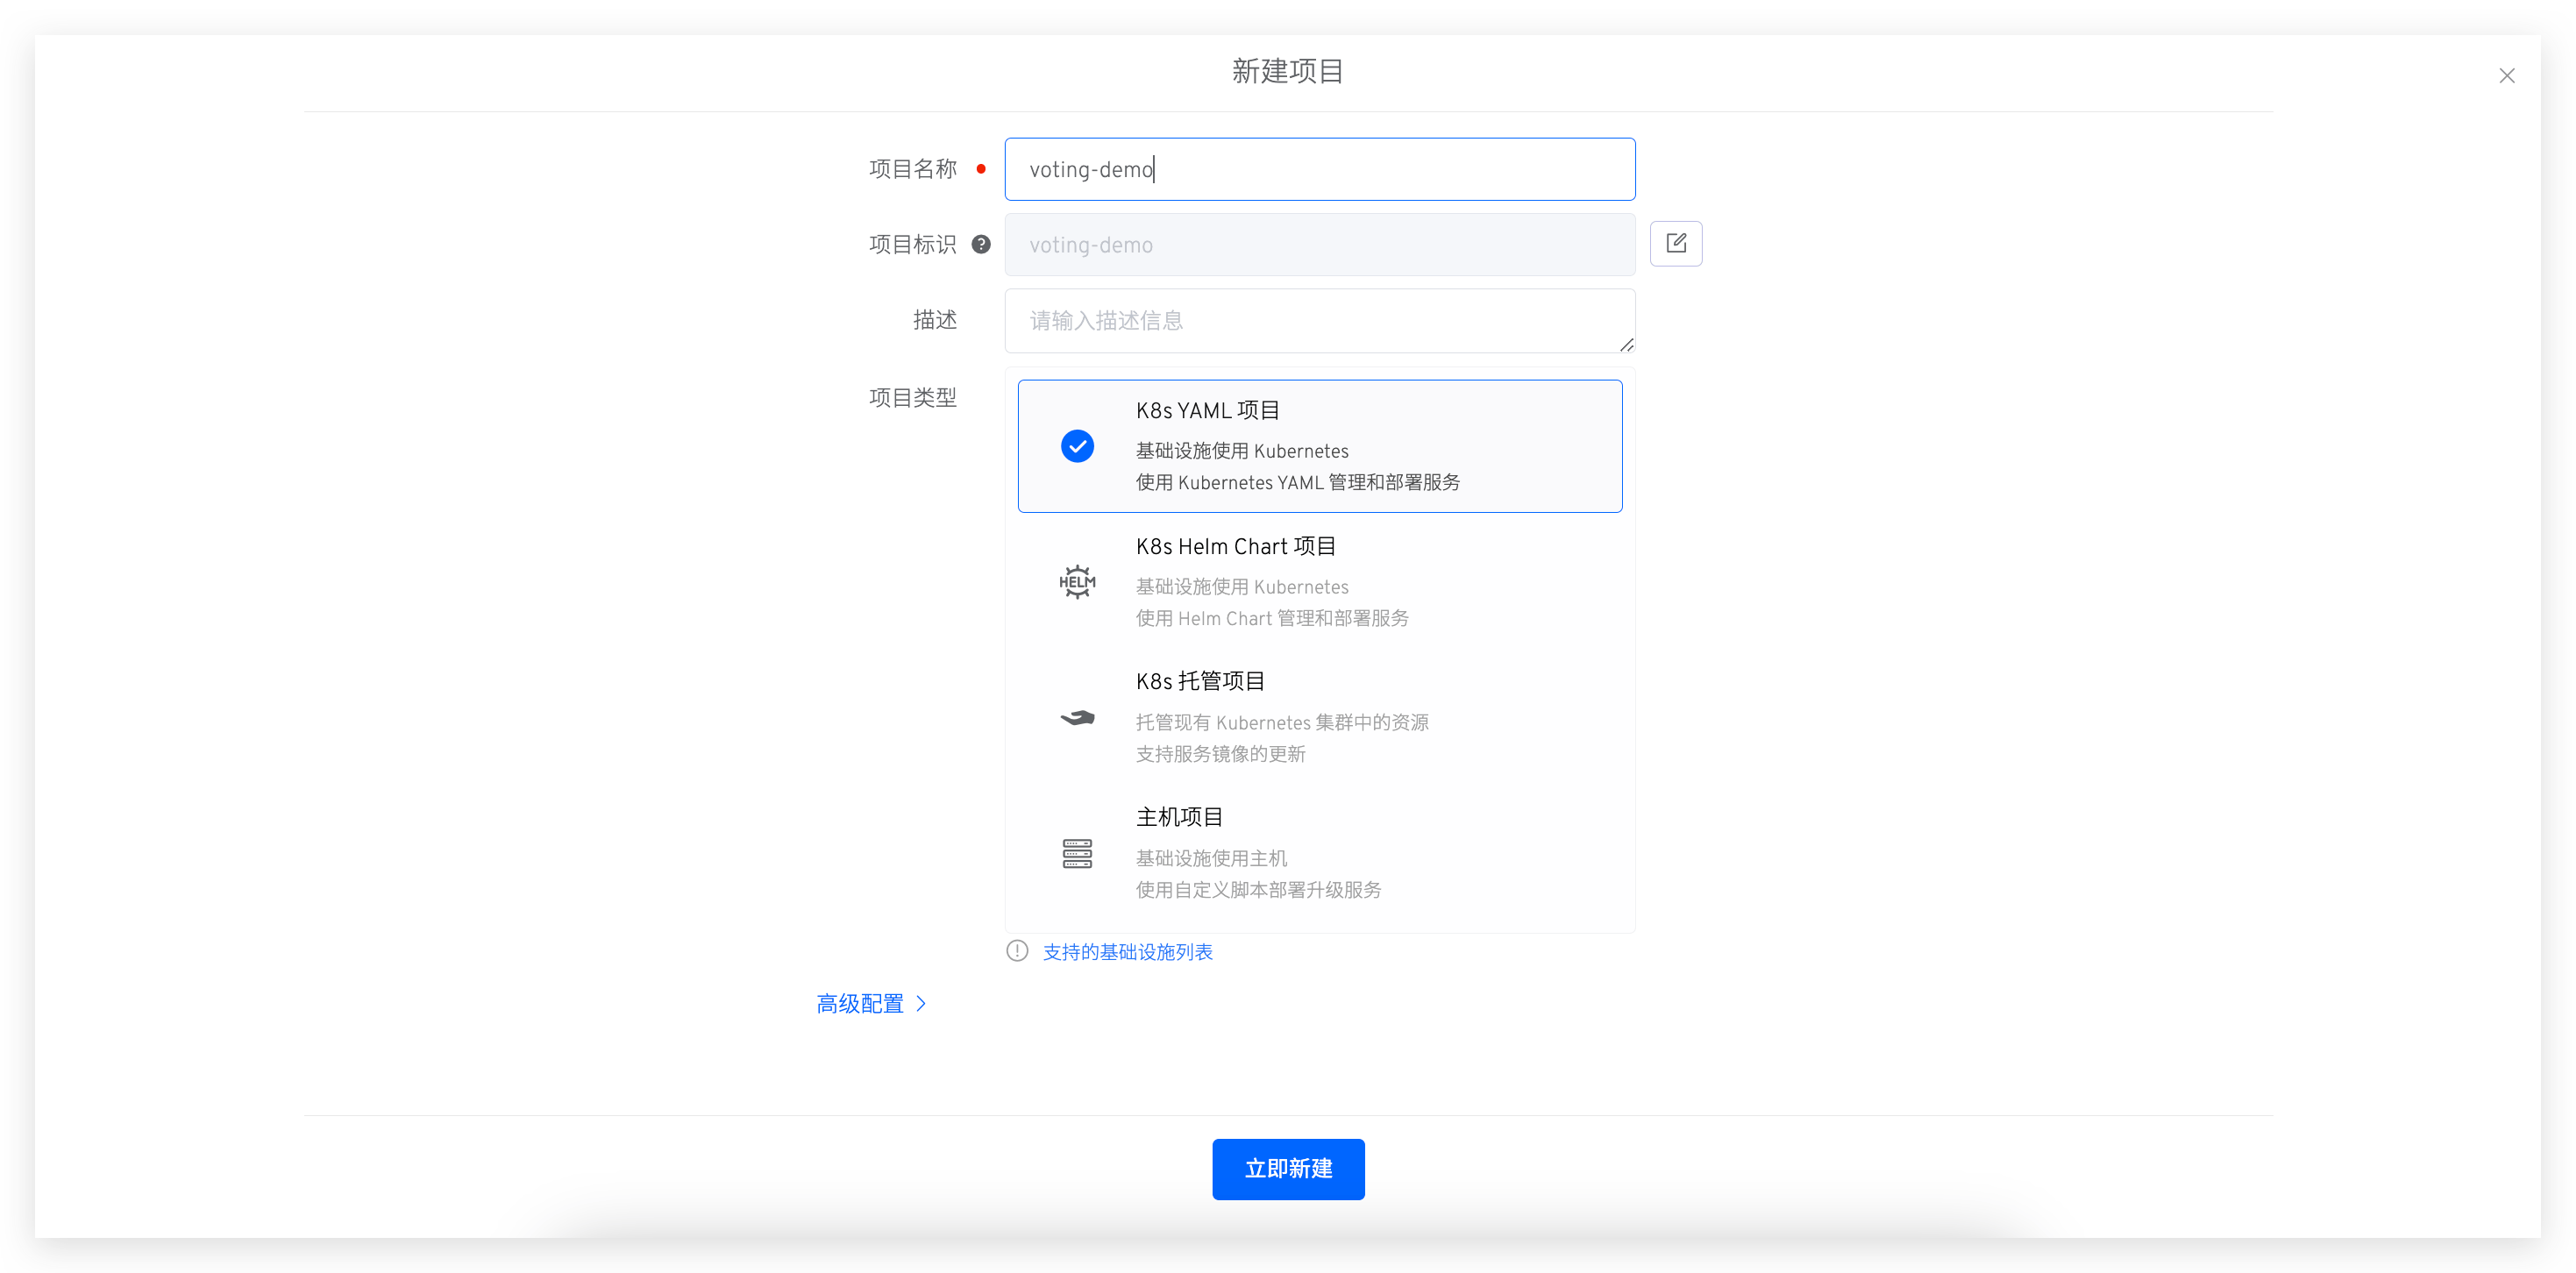 新建项目
项目名称
voting-demo
项目标识
voting-demo
描述
请输入描述信息
项目类型
K8s YAML 项目
基础设施使用 Kubernetes
使用 Kubernetes YAML 管理和部署服务
HELM
K8s Helm Chart 项目
基础设施使用 Kubernetes
使用 Helm Chart 管理和部署服务
K8s 托管项目
托管现有 Kubernetes 集群中的资源
支持服务镜像的更新
主机项目
基础设施使用主机
使用自定义脚本部署升级服务
支持的基础设施列表
高级配置
立即新建